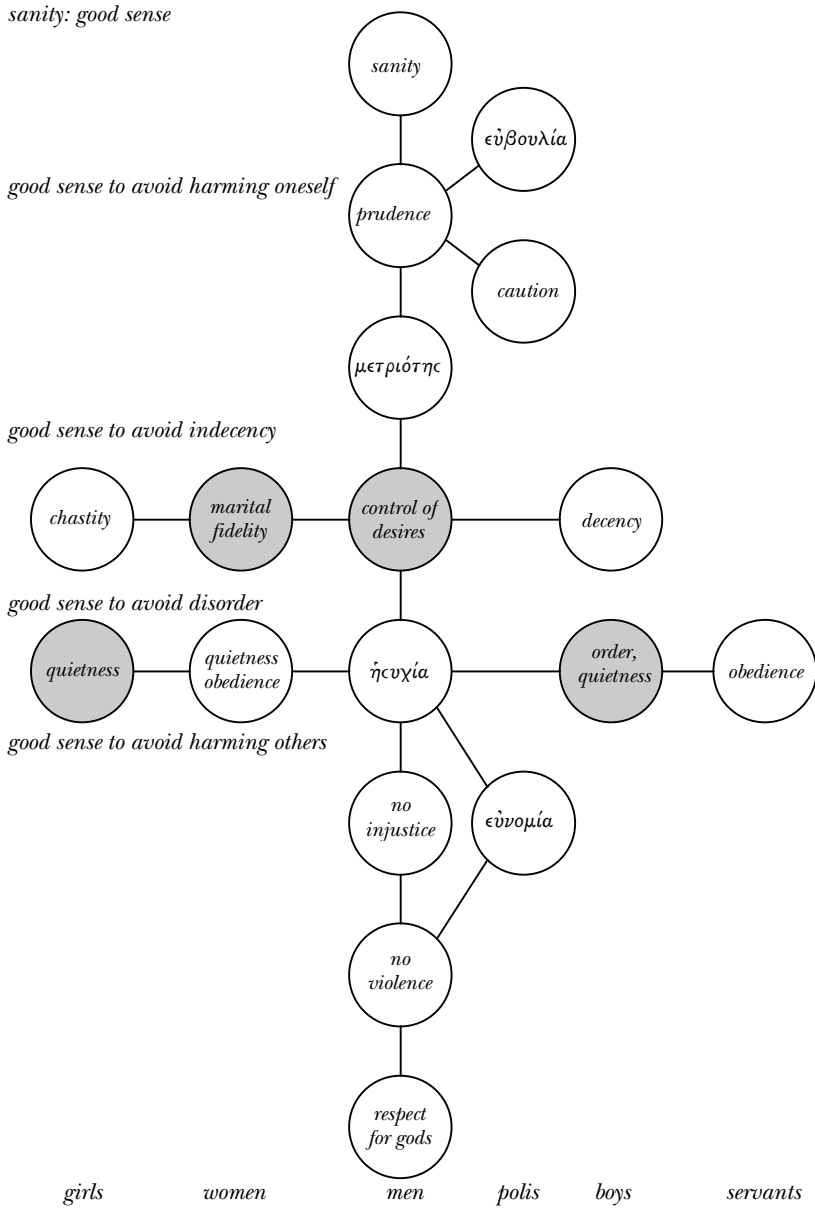 sanity: good sense
sanity
εὐβουλία
good sense to avoid harming oneself
prudence
caution
μετριότηϲ
good sense to avoid indecency
chastity
marital
fidelity
control of
desires
decency
good sense to avoid disorder
quietness
quietness
obedience
ἡϲυχία
order,
quietness
obedience
good sense to avoid harming others
no
injustice
εὐνομία
no
violence
respect
for gods
girls women men polis boys servants